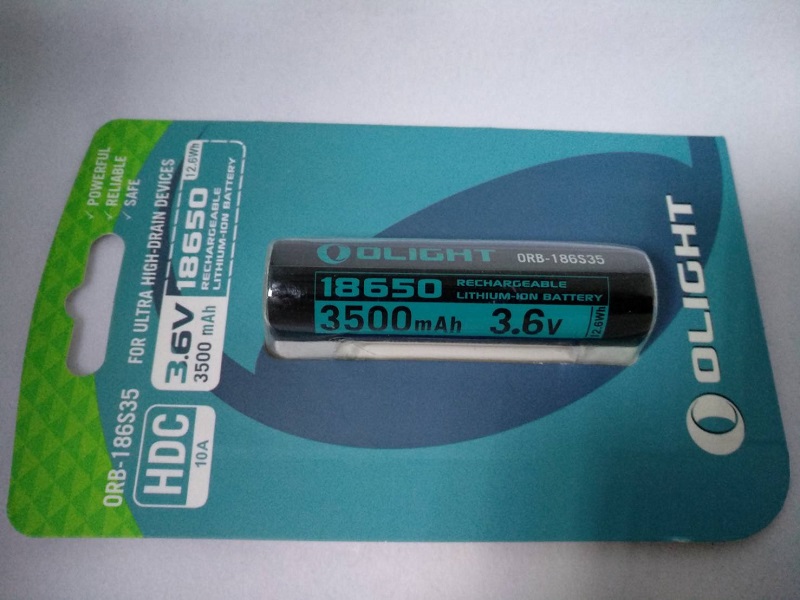 ✓ POWERFUL
✓ RELIABLE
✓ SAFE
FOR ULTRA HIGH-DRAIN DEVICES
3.6V
3500 mAh
18650
RECHARGEABLE
LITHIUM-ION BATTERY
12.6Wh
ORB-186S35
HDC
10A
OLIGHT
ORB-186S35
18650
RECHARGEABLE
LITHIUM-ION BATTERY
3500mAh
3.6V
12.6Wh
OLIGHT